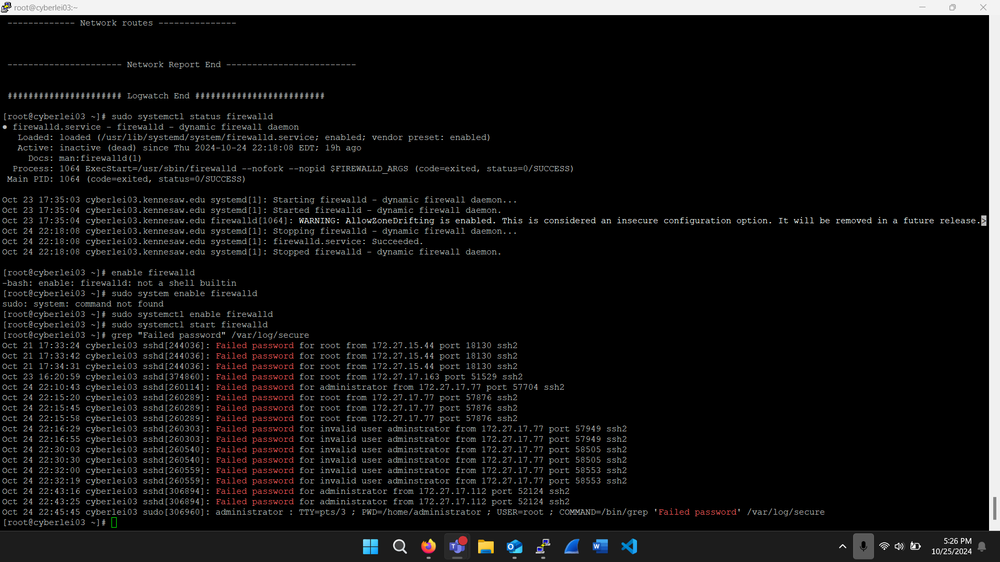 root@cyberlei03:~
------------- Network routes ---------------
---------------------- Network Report End -------------------------
###################### Logwatch End #########################
[root@cyberlei03 ~]# sudo systemctl status firewalld
● firewalld.service - firewalld - dynamic firewall daemon
Loaded: loaded (/usr/lib/systemd/system/firewalld.service; enabled; vendor preset: enabled)
Active: inactive (dead) since Thu 2024-10-24 22:18:08 EDT; 19h ago
Docs: man:firewalld(1)
Process: 1064 ExecStart=/usr/sbin/firewalld --nofork --nopid $FIREWALLD_ARGS (code=exited, status=0/SUCCESS)
Main PID: 1064 (code=exited, status=0/SUCCESS)
Oct 23 17:35:03 cyberlei03.kennesaw.edu systemd[1]: Starting firewalld - dynamic firewall daemon...
Oct 23 17:35:04 cyberlei03.kennesaw.edu systemd[1]: Started firewalld - dynamic firewall daemon.
Oct 23 17:35:04 cyberlei03.kennesaw.edu firewalld[1064]: WARNING: AllowZoneDrifting is enabled. This is considered an insecure configuration option. It will be removed in a future release.>
Oct 24 22:18:08 cyberlei03.kennesaw.edu systemd[1]: Stopping firewalld - dynamic firewall daemon...
Oct 24 22:18:08 cyberlei03.kennesaw.edu systemd[1]: firewalld.service: Succeeded.
Oct 24 22:18:08 cyberlei03.kennesaw.edu systemd[1]: Stopped firewalld - dynamic firewall daemon.
[root@cyberlei03 ~]# enable firewalld
-bash: enable: firewalld: not a shell builtin
[root@cyberlei03 ~]# sudo system enable firewalld
sudo: system: command not found
[root@cyberlei03 ~]# sudo systemctl enable firewalld
[root@cyberlei03 ~]# sudo systemctl start firewalld
[root@cyberlei03 ~]# grep "Failed password" /var/log/secure
Oct 21 17:33:24 cyberlei03 sshd[244036]: Failed password for root from 172.27.15.44 port 18130 ssh2
Oct 21 17:33:42 cyberlei03 sshd[244036]: Failed password for root from 172.27.15.44 port 18130 ssh2
Oct 21 17:34:31 cyberlei03 sshd[244036]: Failed password for root from 172.27.15.44 port 18130 ssh2
Oct 23 16:20:59 cyberlei03 sshd[374860]: Failed password for root from 172.27.17.163 port 51529 ssh2
Oct 24 22:10:43 cyberlei03 sshd[260114]: Failed password for administrator from 172.27.17.77 port 57704 ssh2
Oct 24 22:15:20 cyberlei03 sshd[260289]: Failed password for root from 172.27.17.77 port 57876 ssh2
Oct 24 22:15:45 cyberlei03 sshd[260289]: Failed password for root from 172.27.17.77 port 57876 ssh2
Oct 24 22:15:58 cyberlei03 sshd[260289]: Failed password for root from 172.27.17.77 port 57876 ssh2
Oct 24 22:16:29 cyberlei03 sshd[260303]: Failed password for invalid user adminstrator from 172.27.17.77 port 57949 ssh2
Oct 24 22:16:55 cyberlei03 sshd[260303]: Failed password for invalid user adminstrator from 172.27.17.77 port 57949 ssh2
Oct 24 22:30:03 cyberlei03 sshd[260540]: Failed password for invalid user adminstrator from 172.27.17.77 port 58505 ssh2
Oct 24 22:30:30 cyberlei03 sshd[260540]: Failed password for invalid user adminstrator from 172.27.17.77 port 58505 ssh2
Oct 24 22:32:00 cyberlei03 sshd[260559]: Failed password for invalid user adminstrator from 172.27.17.77 port 58553 ssh2
Oct 24 22:32:19 cyberlei03 sshd[260559]: Failed password for invalid user adminstrator from 172.27.17.77 port 58553 ssh2
Oct 24 22:43:16 cyberlei03 sshd[306894]: Failed password for administrator from 172.27.17.112 port 52124 ssh2
Oct 24 22:43:25 cyberlei03 sshd[306894]: Failed password for administrator from 172.27.17.112 port 52124 ssh2
Oct 24 22:45:45 cyberlei03 sudo[306960]: administrator : TTY=pts/3 ; PWD=/home/administrator ; USER=root ; COMMAND=/bin/grep 'Failed password' /var/log/secure
[root@cyberlei03 ~]#
5:26 PM
10/25/2024